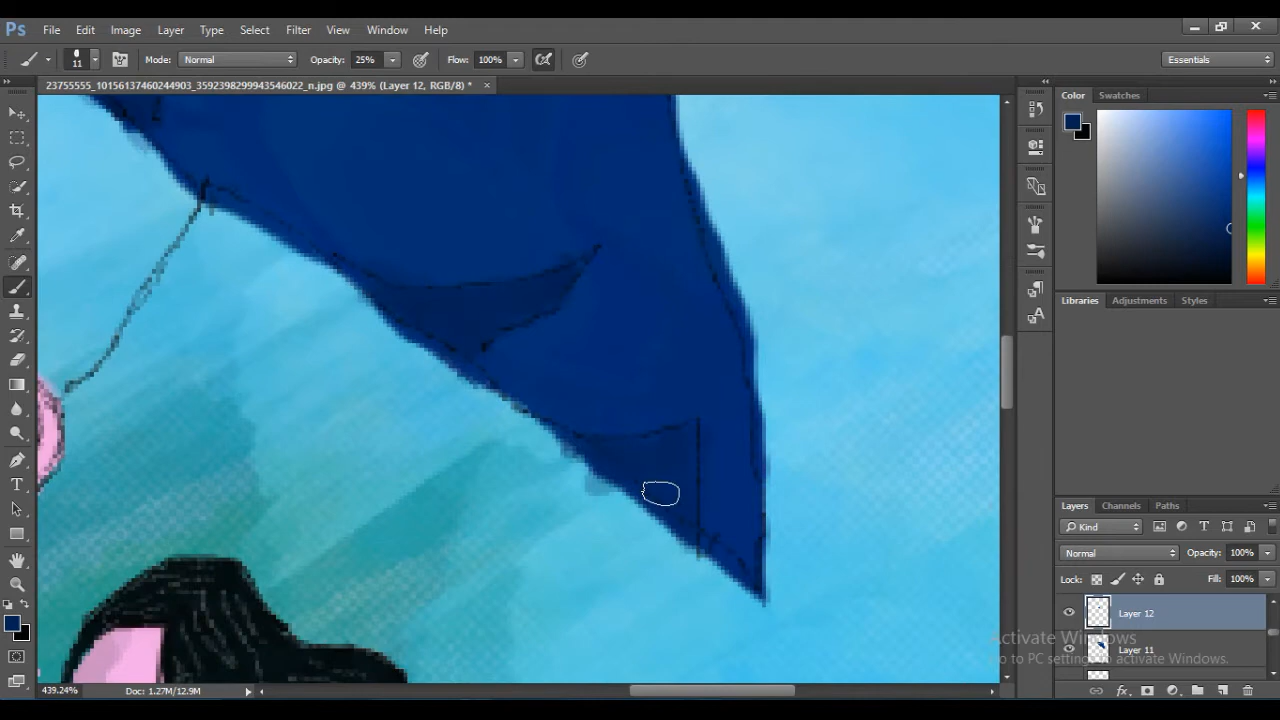 Ps File Edit Image Layer Type Select Filter View Window Help
11 Mode: Normal Opacity: 25% Flow: 100% Essentials
23755555_10156137460244903_3592398299943546022_n.jpg @ 439% (Layer 12, RGB/8) * ×
Color Swatches
Libraries Adjustments Styles
Layers Channels Paths
Kind
Normal Opacity: 100%
Lock: Fill: 100%
Layer 12
Layer 11
Activate Windows
Go to PC settings to activate Windows.
439.24% Doc: 1.27M/12.9M